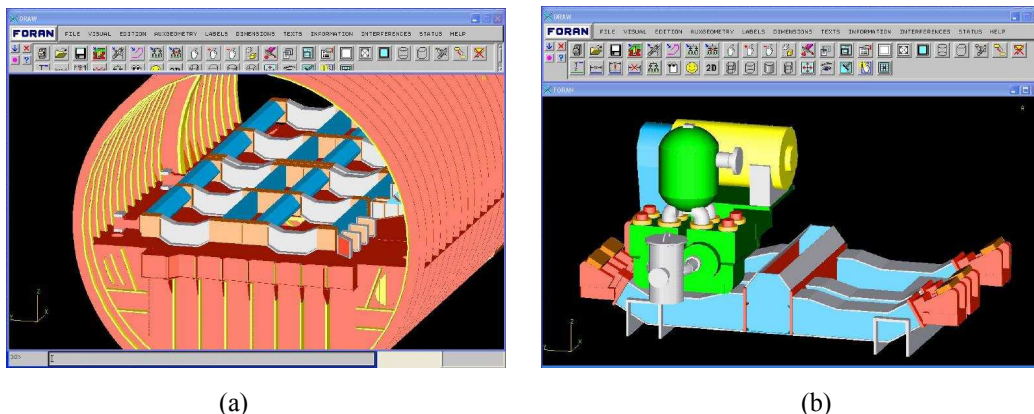 DRAW
FORAN FILE VISUAL EDITION AUXGEOMETRY LABELS DIMENSIONS TEXTS INFORMATION INTERFERENCES STATUS HELP
2D
DRAW
FORAN FILE VISUAL EDITION AUXGEOMETRY LABELS DIMENSIONS TEXTS INFORMATION INTERFERENCES STATUS HELP
2D
FORAN
(a)
(b)